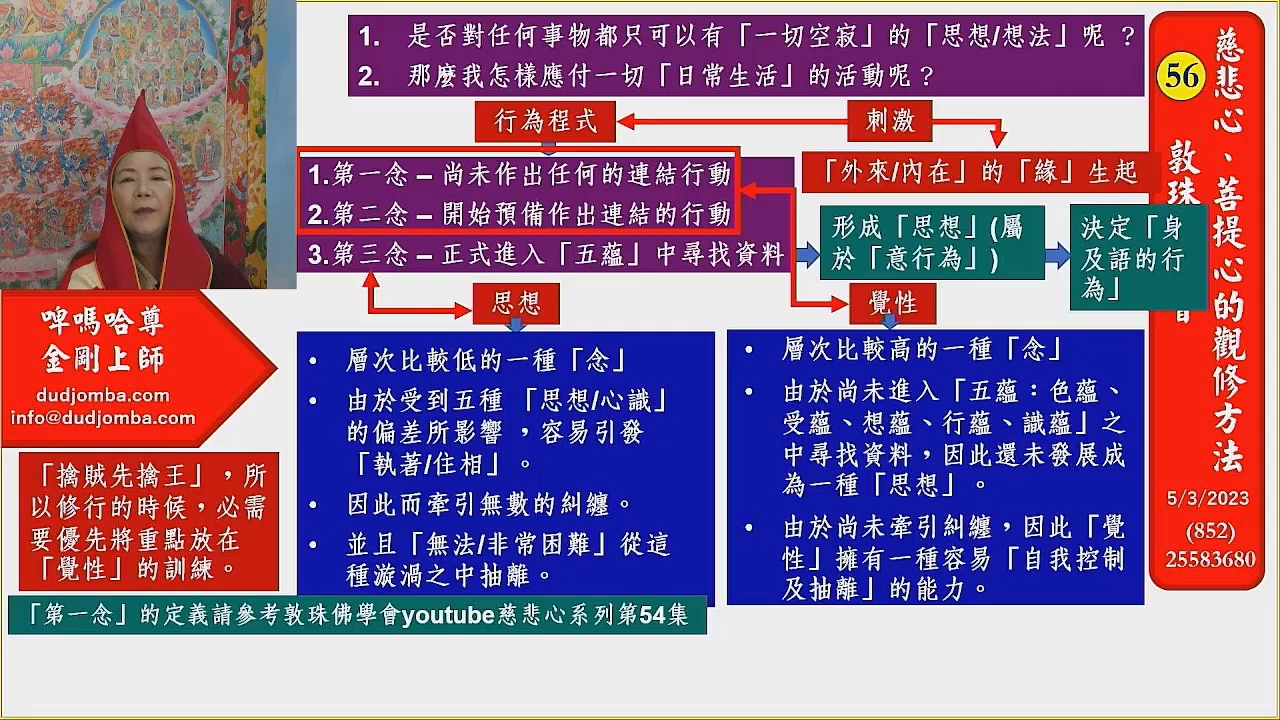 1. 是否對任何事物都只可以有「一切空寂」的「思想/想法」呢 ?
2. 那麼我怎樣應付一切「日常生活」的活動呢?
行為程式
刺激
1.第一念 – 尚未作出任何的連結行動
2.第二念 – 開始預備作出連結的行動
3.第三念 – 正式進入「五蘊」中尋找資料
「外來/內在」的「緣」生起
形成「思想」(屬
於「意行為」)
決定「身
及語的行
為」
思想
覺性
• 層次比較低的一種「念」
• 由於受到五種 「思想/心識」
的偏差所影響 , 容易引發
「執著/住相」。
• 因此而牽引無數的糾纏。
• 並且「無法/非常困難」從這
種漩渦之中抽離。
• 層次比較高的一種「念」
• 由於尚未進入「五蘊：色蘊、
受蘊、想蘊、行蘊、識蘊」之
中尋找資料，因此還未發展成
為一種「思想」。
• 由於尚未牽引糾纏，因此「覺
性」擁有一種容易「自我控制
及抽離」的能力。
啤嗎哈尊
金剛上師
dudjomba.com
info@dudjomba.com
「擒賊先擒王」，所
以修行的時候，必需
要優先將重點放在
「覺性」的訓練。
「第一念」的定義請參考敦珠佛學會youtube慈悲心系列第54集
56
慈悲心、菩提心的觀修方法
敦珠
5/3/2023
(852)
25583680